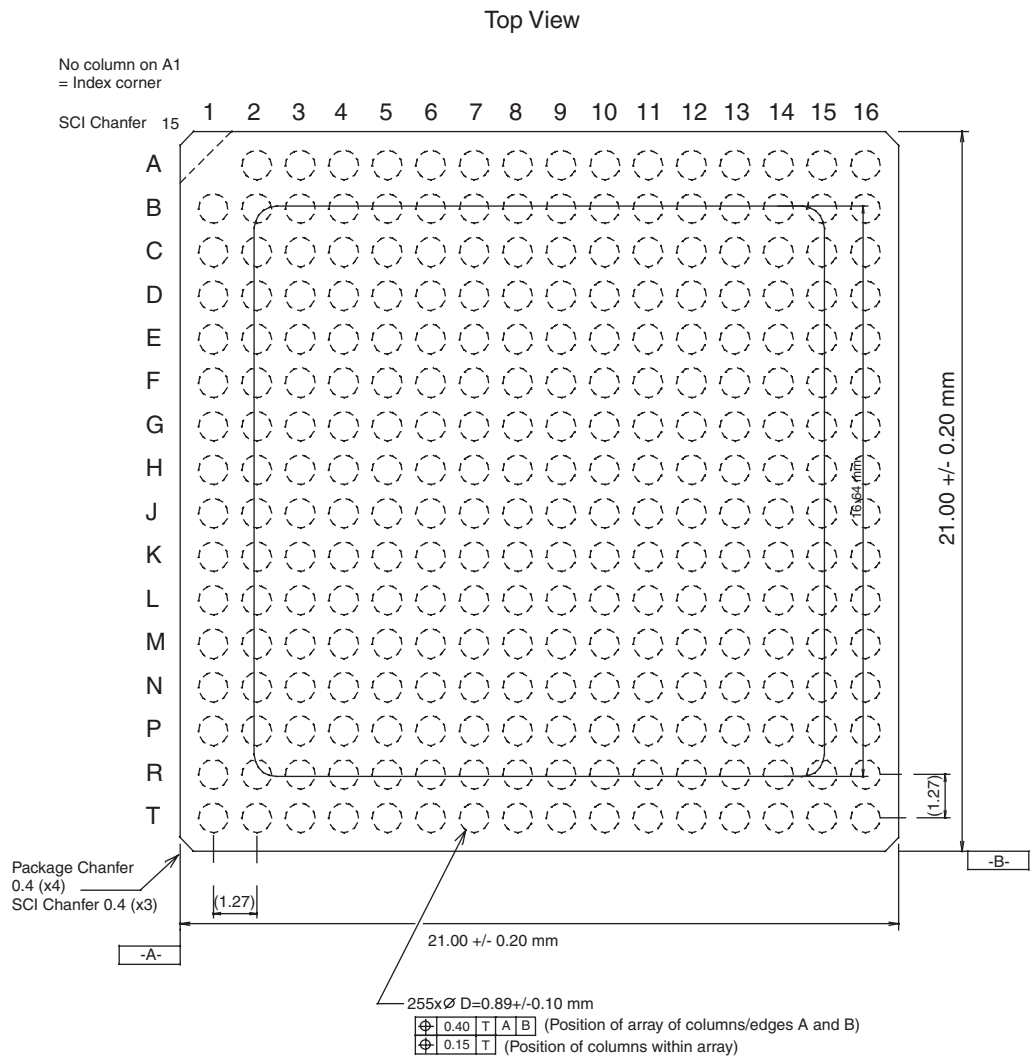 Top View
No column on A1
= Index corner
SCI Chanfer 15
1 2 3 4 5 6 7 8 9 10 11 12 13 14 15 16
A
B
C
D
E
F
G
H
J
K
L
M
N
P
R
T
16.64 mm
21.00 +/- 0.20 mm
(1.27)
-B-
Package Chanfer
0.4 (x4)
SCI Chanfer 0.4 (x3)
(1.27)
21.00 +/- 0.20 mm
-A-
255xØ D=0.89+/-0.10 mm
⌖ 0.40 T A B (Position of array of columns/edges A and B)
⌖ 0.15 T (Position of columns within array)